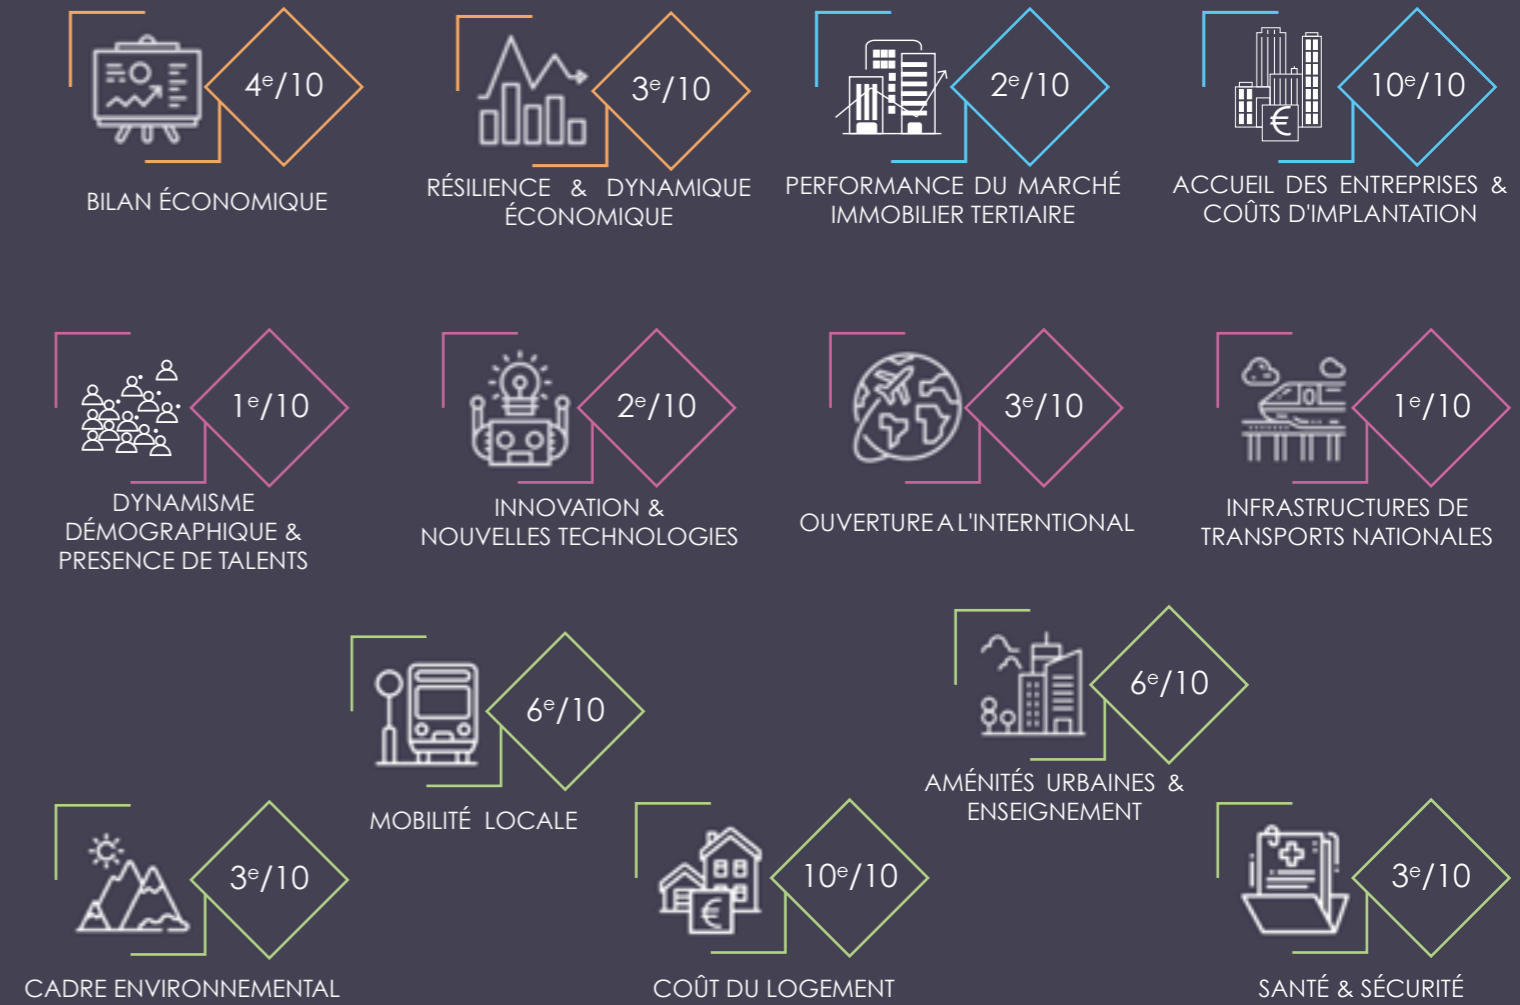 4e/10
BILAN ÉCONOMIQUE
3e/10
RÉSILIENCE & DYNAMIQUE
ÉCONOMIQUE
2e/10
PERFORMANCE DU MARCHÉ
IMMOBILIER TERTIAIRE
€
10e/10
ACCUEIL DES ENTREPRISES &
COÛTS D'IMPLANTATION
1e/10
DYNAMISME
DÉMOGRAPHIQUE &
PRESENCE DE TALENTS
2e/10
INNOVATION &
NOUVELLES TECHNOLOGIES
3e/10
OUVERTURE A L'INTERNTIONAL
1e/10
INFRASTRUCTURES DE
TRANSPORTS NATIONALES
6e/10
MOBILITÉ LOCALE
6e/10
AMÉNITÉS URBAINES &
ENSEIGNEMENT
3e/10
CADRE ENVIRONNEMENTAL
€
10e/10
COÛT DU LOGEMENT
3e/10
SANTÉ & SÉCURITÉ